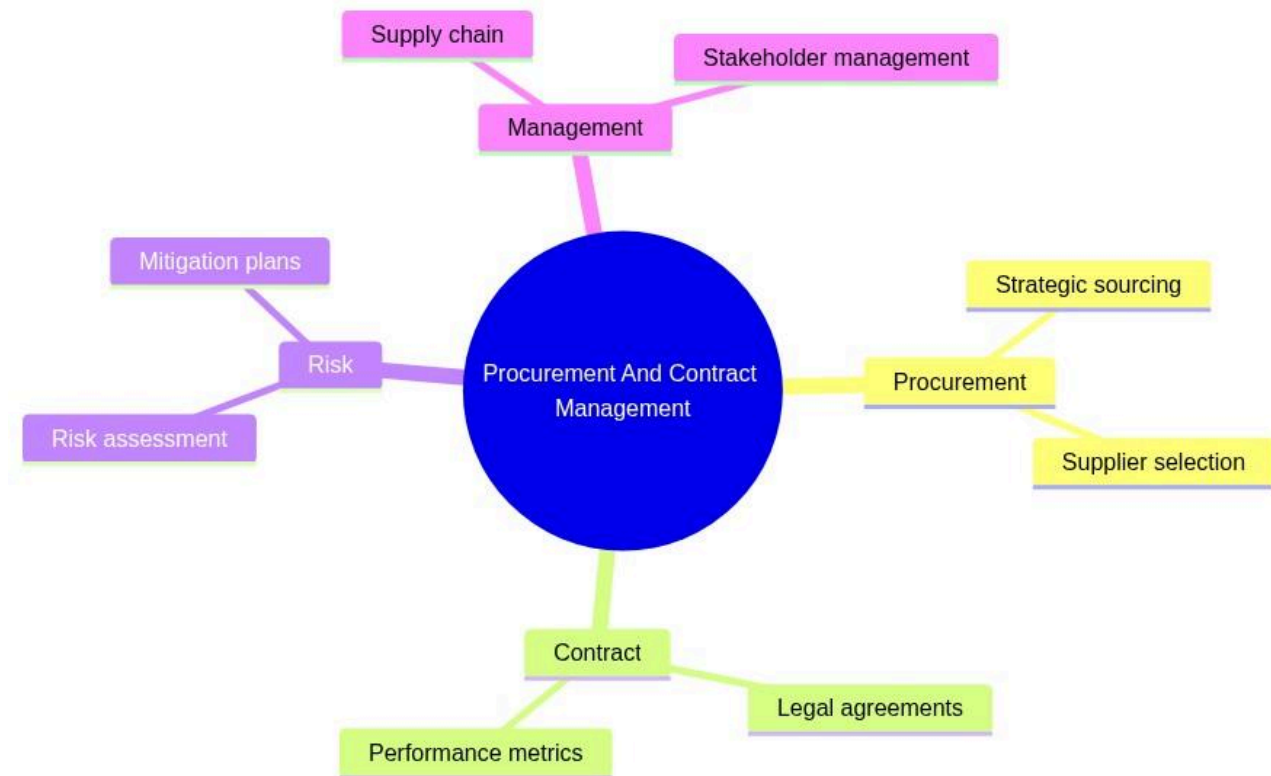 Supply chain
Stakeholder management
Management
Mitigation plans
Strategic sourcing
Risk
Procurement And Contract
Management
Procurement
Risk assessment
Supplier selection
Contract
Legal agreements
Performance metrics